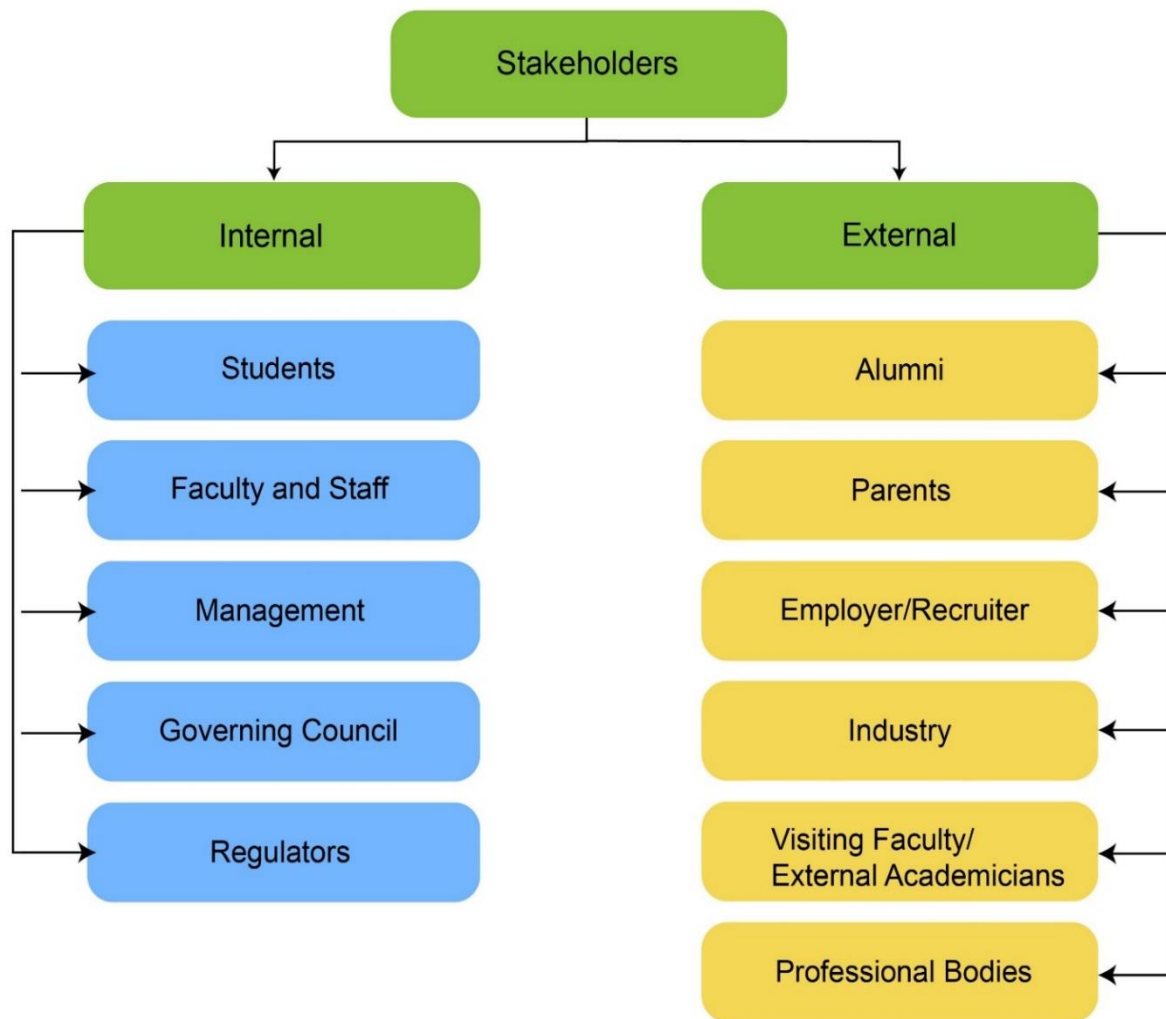 Stakeholders
Internal
External
Students
Faculty and Staff
Management
Governing Council
Regulators
Alumni
Parents
Employer/Recruiter
Industry
Visiting Faculty/
External Academicians
Professional Bodies